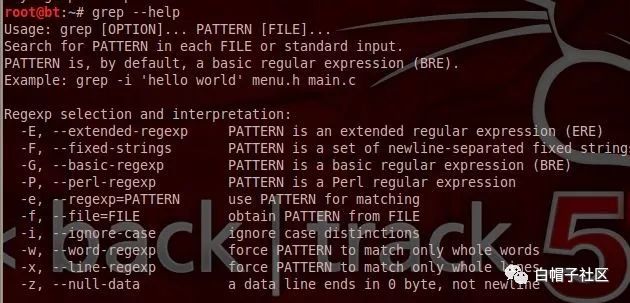 root@bt:~# grep --help
Usage: grep [OPTION]... PATTERN [FILE]...
Search for PATTERN in each FILE or standard input.
PATTERN is, by default, a basic regular expression (BRE).
Example: grep -i 'hello world' menu.h main.c
Regexp selection and interpretation:
-E, --extended-regexp PATTERN is an extended regular expression (ERE)
-F, --fixed-strings PATTERN is a set of newline-separated fixed strings
-G, --basic-regexp PATTERN is a basic regular expression (BRE)
-P, --perl-regexp PATTERN is a Perl regular expression
-e, --regexp=PATTERN use PATTERN for matching
-f, --file=FILE obtain PATTERN from FILE
-i, --ignore-case ignore case distinctions
-w, --word-regexp force PATTERN to match only whole words
-x, --line-regexp force PATTERN to match only whole lines
-z, --null-data a data line ends in 0 byte, not newline
back | track 5
白帽子社区